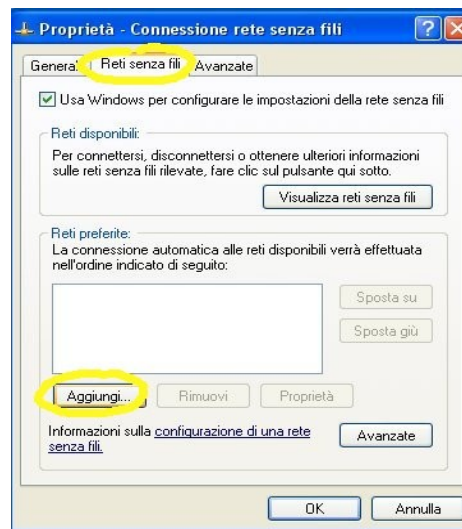 Proprietà - Connessione rete senza fili
Generali Reti senza fili Avanzate
Usa Windows per configurare le impostazioni della rete senza fili
Reti disponibili:
Per connettersi, disconnettersi o ottenere ulteriori informazioni
sulle reti senza fili rilevate, fare clic sul pulsante qui sotto.
Visualizza reti senza fili
Reti preferite:
La connessione automatica alle reti disponibili verrà effettuata
nell'ordine indicato di seguito:
Sposta su
Sposta giù
Aggiungi... Rimuovi Proprietà
Informazioni sulla configurazione di una rete
senza fili.
Avanzate
OK Annulla